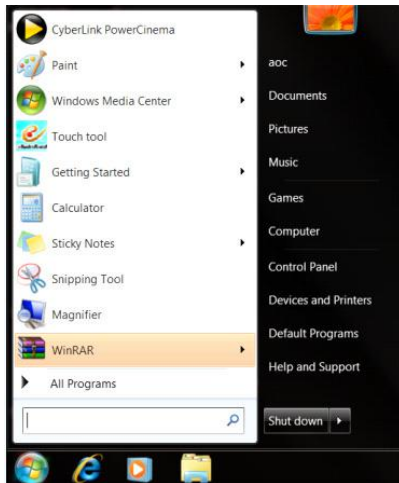 CyberLink PowerCinema
Paint
Windows Media Center
Touch tool
Getting Started
Calculator
Sticky Notes
Snipping Tool
Magnifier
WinRAR
All Programs
aoc
Documents
Pictures
Music
Games
Computer
Control Panel
Devices and Printers
Default Programs
Help and Support
Shut down